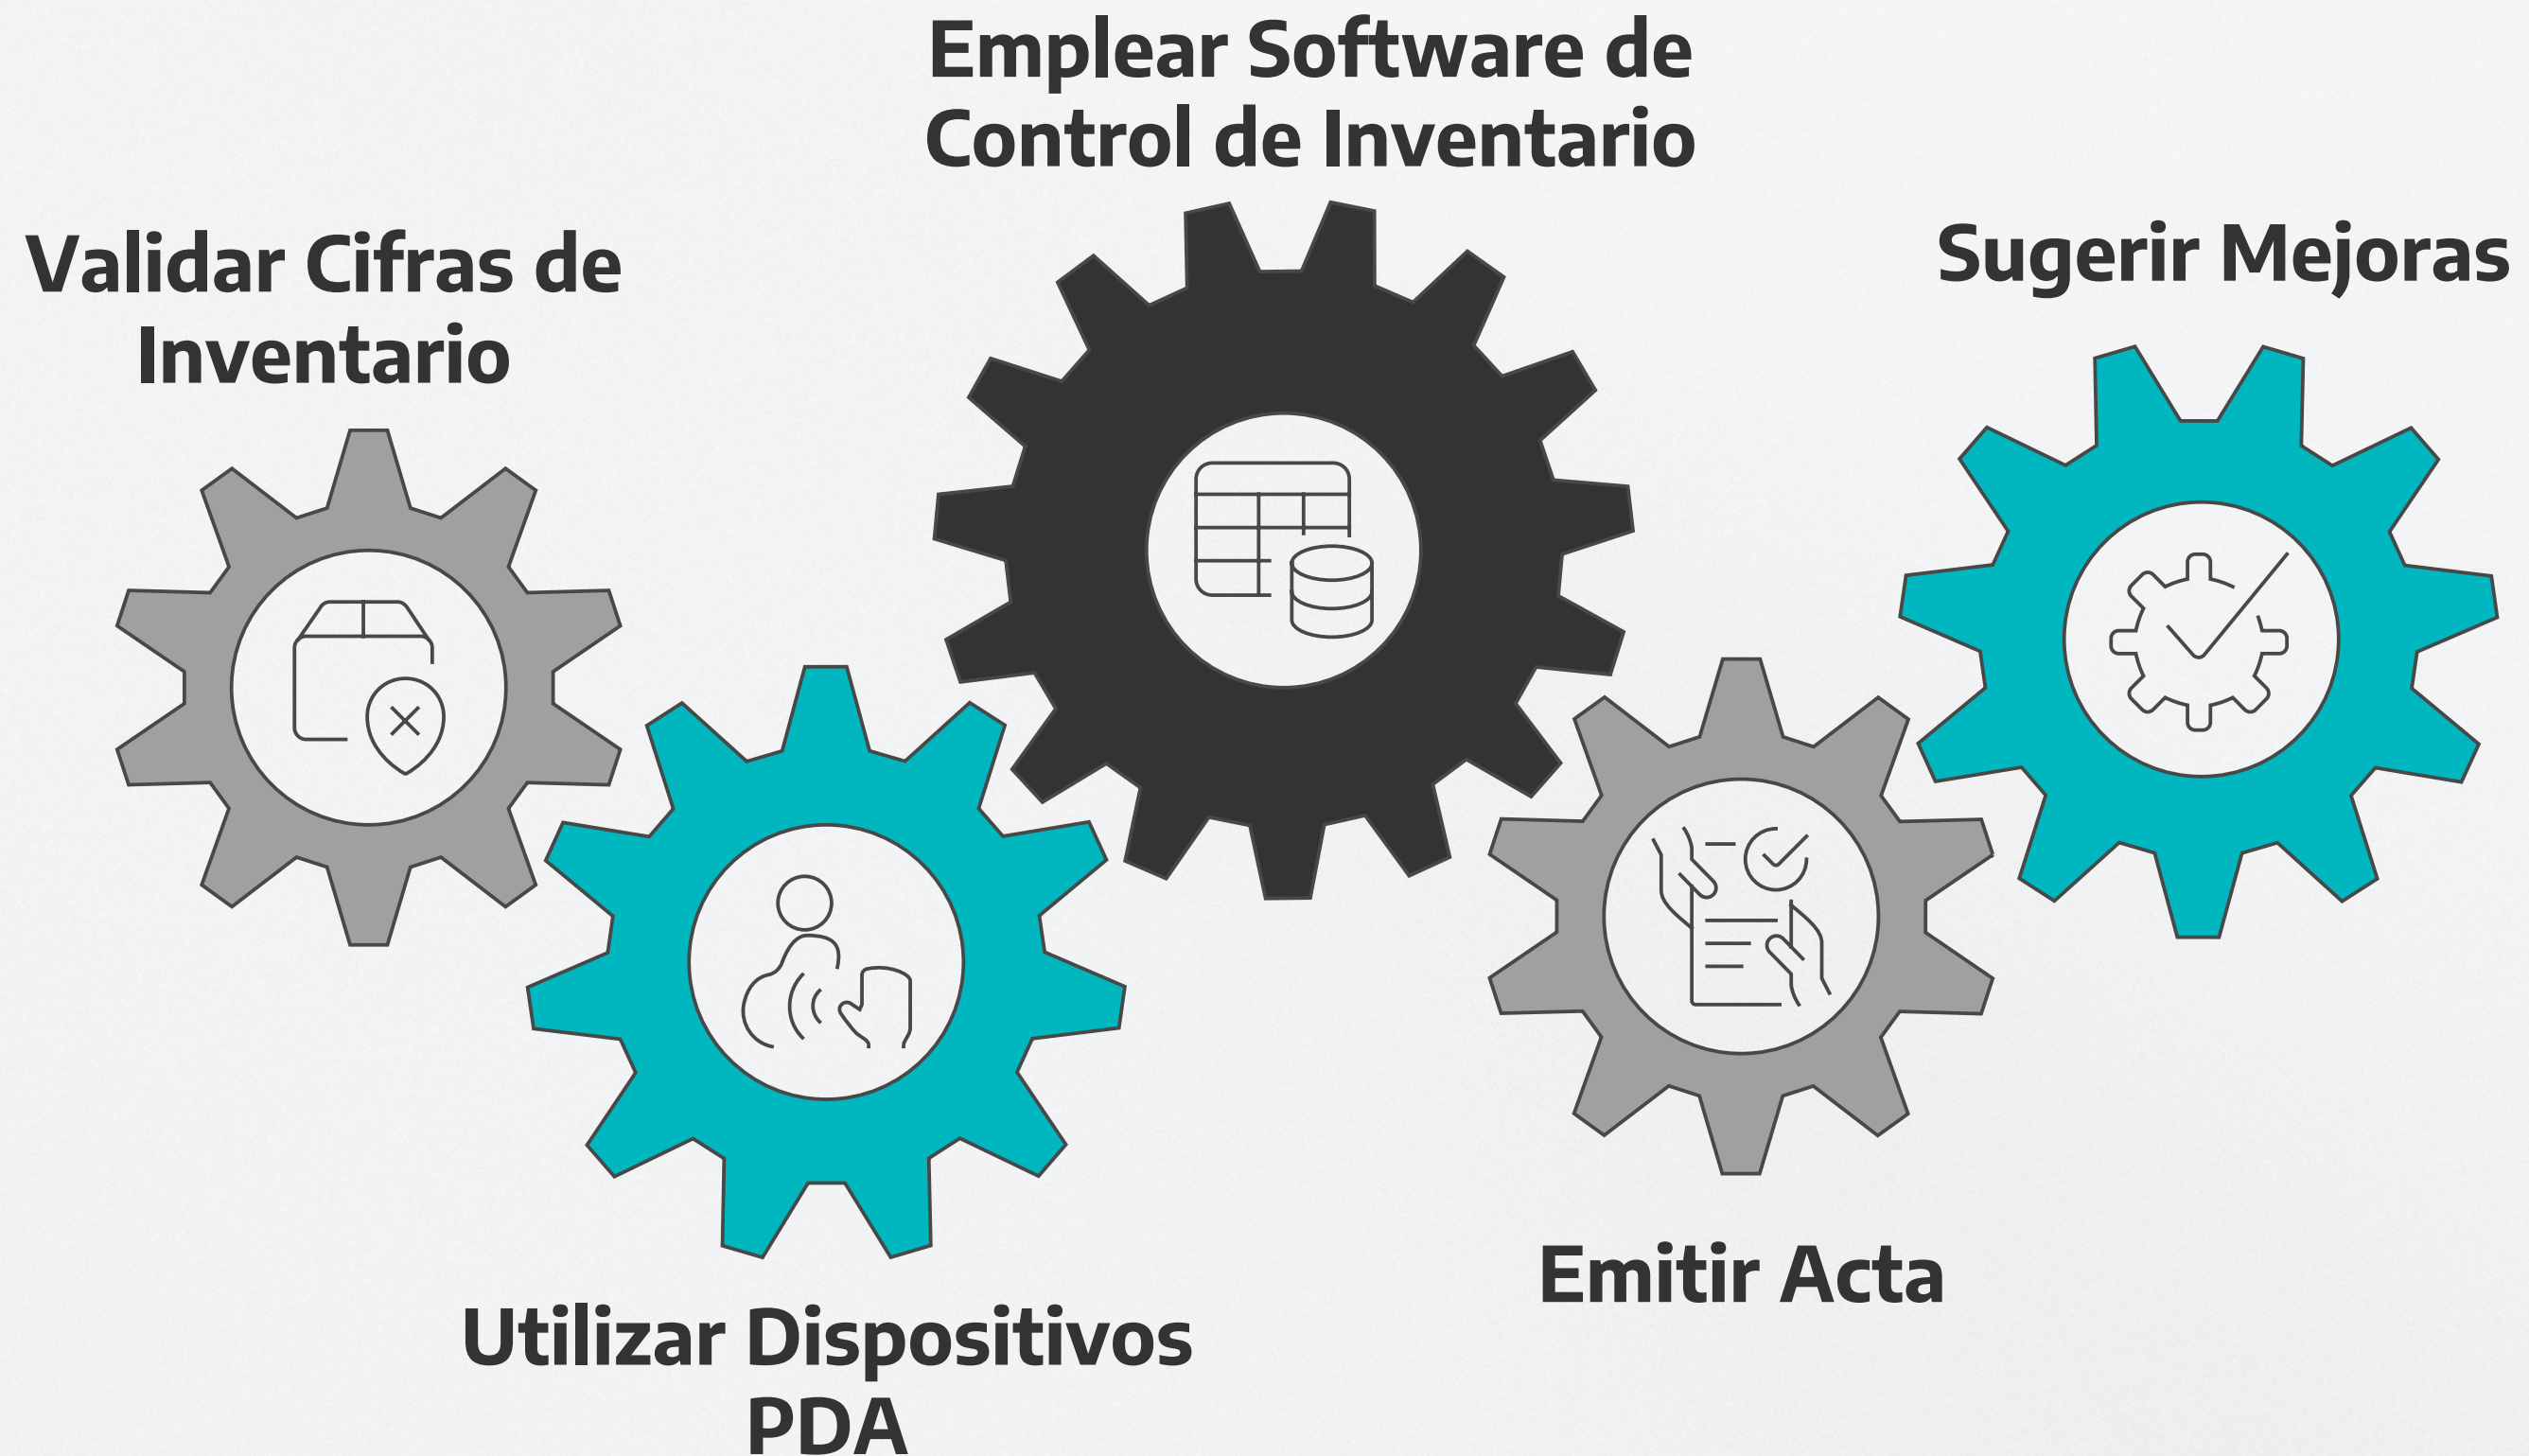 Validar Cifras de
Inventario
Utilizar Dispositivos
PDA
Emplear Software de
Control de Inventario
Emitir Acta
Sugerir Mejoras